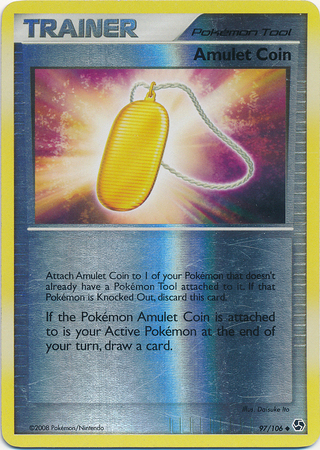 TRAINER
Pokémon Tool
Amulet Coin
Attach Amulet Coin to 1 of your Pokémon that doesn't
already have a Pokémon Tool attached to it. If that
Pokémon is Knocked Out, discard this card.
If the Pokémon Amulet Coin is attached
to is your Active Pokémon at the end of
your turn, draw a card.
Illus. Daisuke Ito
©2008 Pokémon/Nintendo
97/106